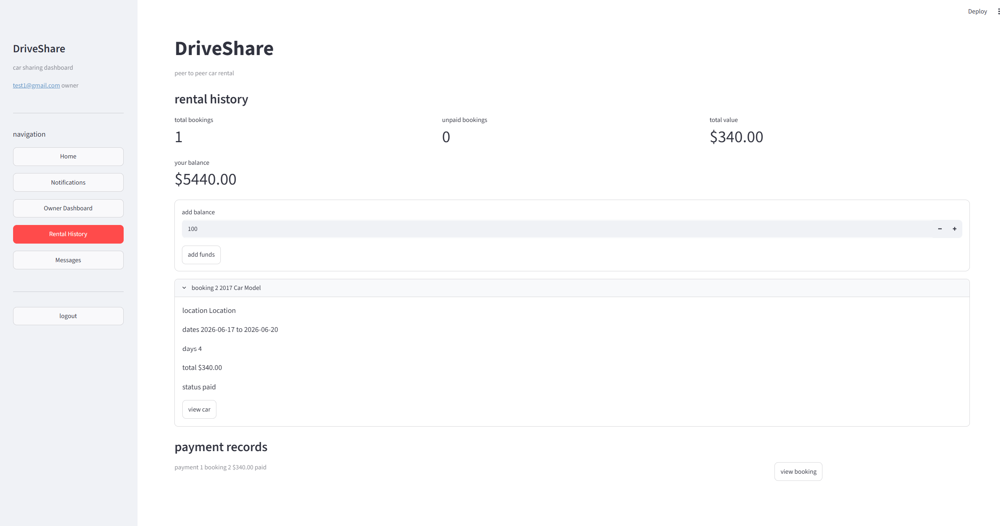 Deploy
DriveShare
car sharing dashboard
test1@gmail.com owner
navigation
Home
Notifications
Owner Dashboard
Rental History
Messages
logout
DriveShare
peer to peer car rental
rental history
total bookings
1
unpaid bookings
0
total value
$340.00
your balance
$5440.00
add balance
100
add funds
booking 2 2017 Car Model
location Location
dates 2026-06-17 to 2026-06-20
days 4
total $340.00
status paid
view car
payment records
payment 1 booking 2 $340.00 paid
view booking